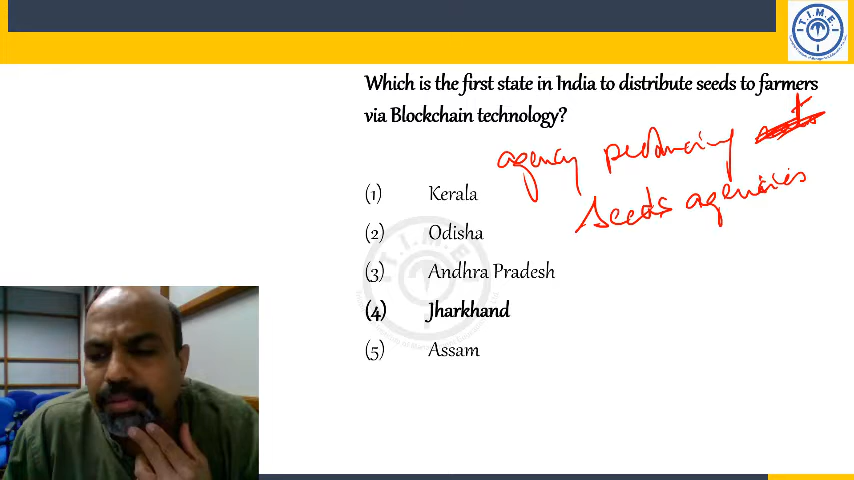 T.I.M.E.
Which is the first state in India to distribute seeds to farmers
via Blockchain technology?
agency producing
seeds agencies
(1) Kerala
(2) Odisha
(3) Andhra Pradesh
(4) Jharkhand
(5) Assam
T.I.M.E.